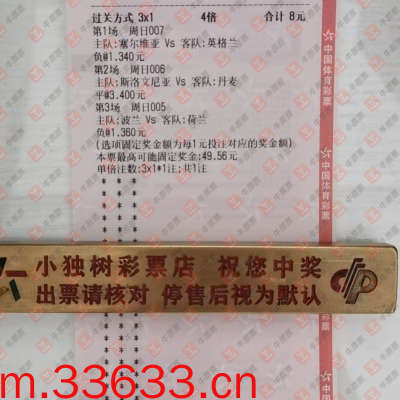 过关方式 3x1 4倍 合计 8元
第1场 周日007
主队:塞尔维亚 Vs 客队:英格兰
负@1.340元
第2场 周日006
主队:斯洛文尼亚 Vs 客队:丹麦
平@3.400元
第3场 周日005
主队:波兰 Vs 客队:荷兰
负@1.360元
(选项固定奖金额为每1元投注对应的奖金额)
本票最高可能固定奖金:49.56元
单倍注数:3x1*1注;共1注
小独树彩票店 祝您中奖
出票请核对 停售后视为默认
m.33633.cn
中国体育彩票
中国体育彩票
中国体育彩票